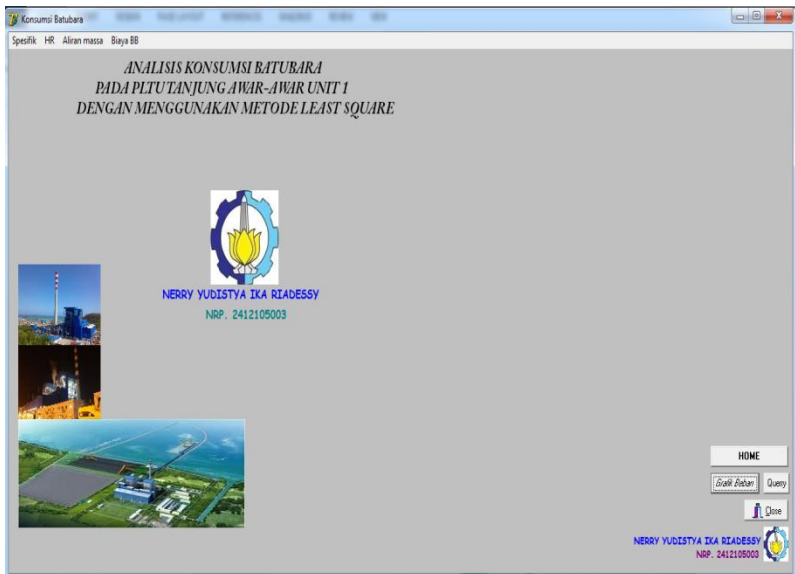 Konsumsi Batubara
Spesifik HR Aliran massa Biaya BB
ANALISIS KONSUMSI BATUBARA
PADA PLTU TANJUNG AWAR-AWAR UNIT 1
DENGAN MENGGUNAKAN METODE LEAST SQUARE
NERRY YUDISTYA IKA RIADESSY
NRP. 2412105003
HOME
Grafik Beban Query
Close
NERRY YUDISTYA IKA RIADESSY
NRP. 2412105003